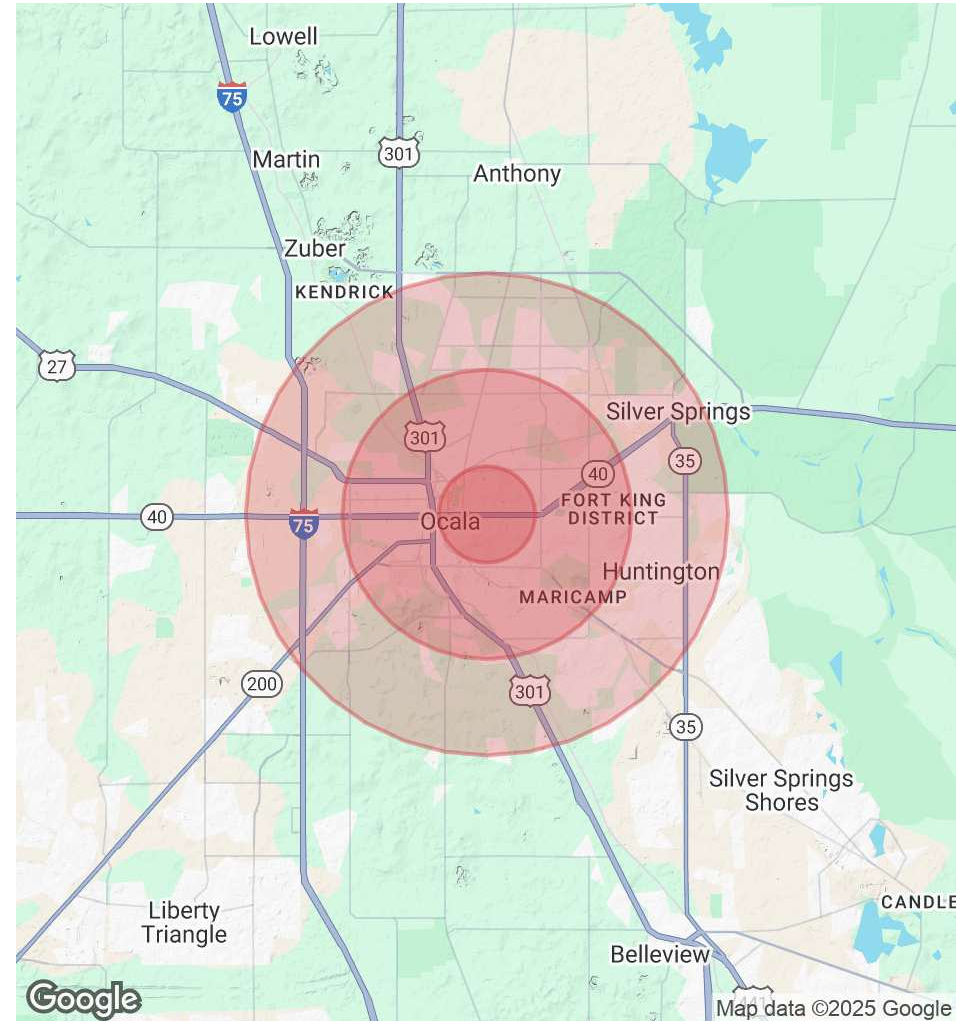 Lowell
75
Martin
301
Anthony
Zuber
KENDRICK
27
Silver Springs
301
35
40
FORT KING
DISTRICT
40
75
Ocala
Huntington
MARICAMP
200
301
35
Silver Springs
Shores
CANDLE
Liberty
Triangle
Belleview
441
Google
Map data ©2025 Google